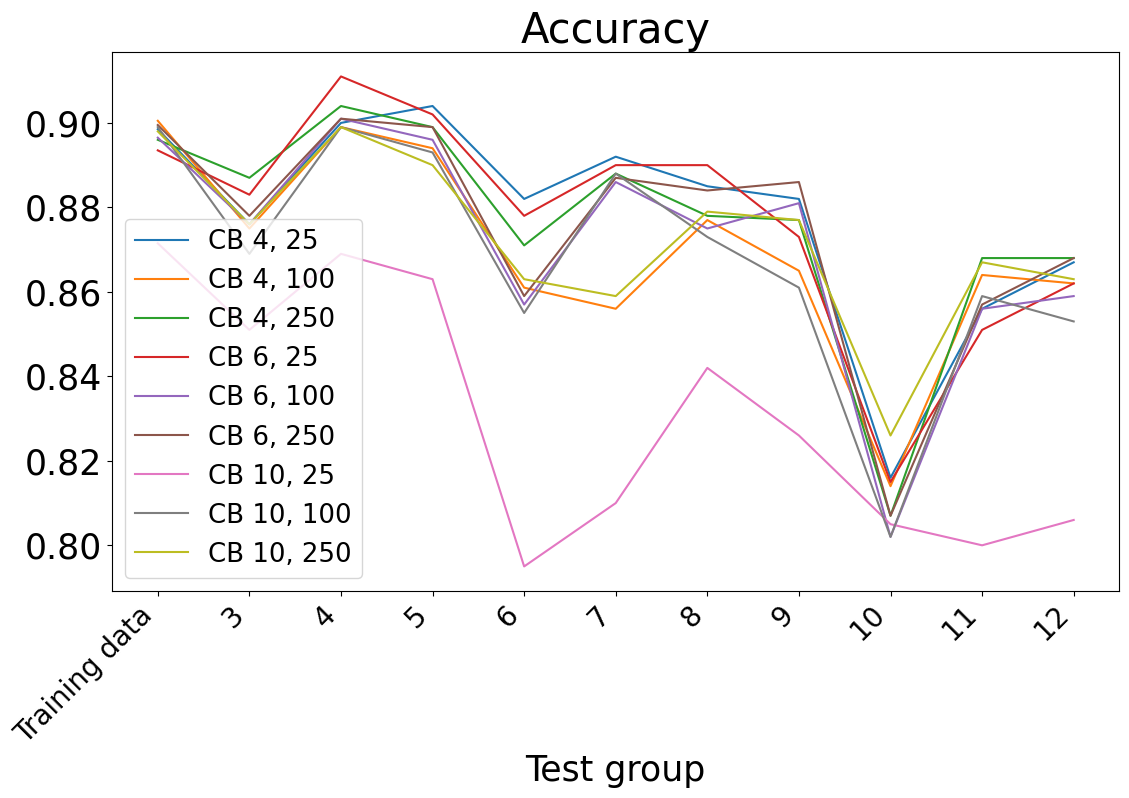 Accuracy
0.90
0.88
0.86
0.84
0.82
0.80
CB 4, 25
CB 4, 100
CB 4, 250
CB 6, 25
CB 6, 100
CB 6, 250
CB 10, 25
CB 10, 100
CB 10, 250
Training data
3
4
5
6
7
8
9
10
11
12
Test group